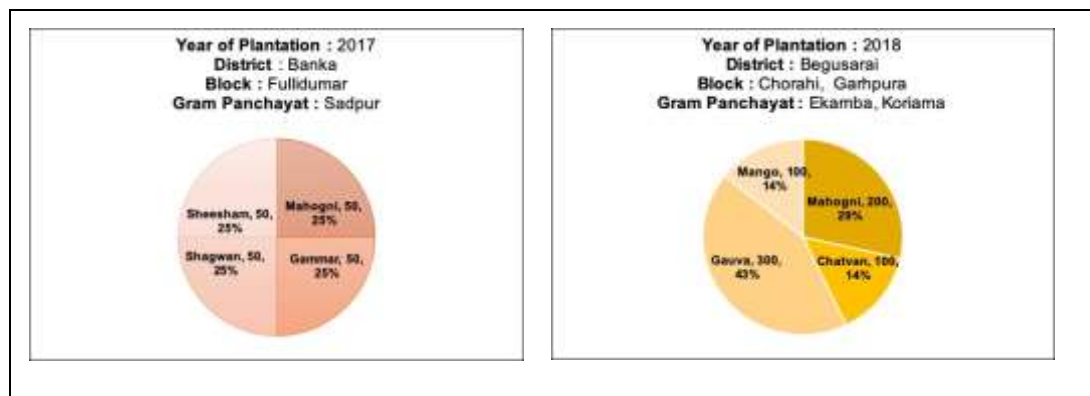 Year of Plantation : 2017
District : Banka
Block : Fullidumar
Gram Panchayat : Sadpur
Sheesham, 50,
25%
Mahogni, 50,
25%
Shagwan, 50,
25%
Gammar, 50,
25%
Year of Plantation : 2018
District : Begusarai
Block : Chorahi, Garhpura
Gram Panchayat : Ekamba, Koriama
Mango, 100,
14%
Mahogni, 200,
29%
Gauva, 300,
43%
Chatvan, 100,
14%